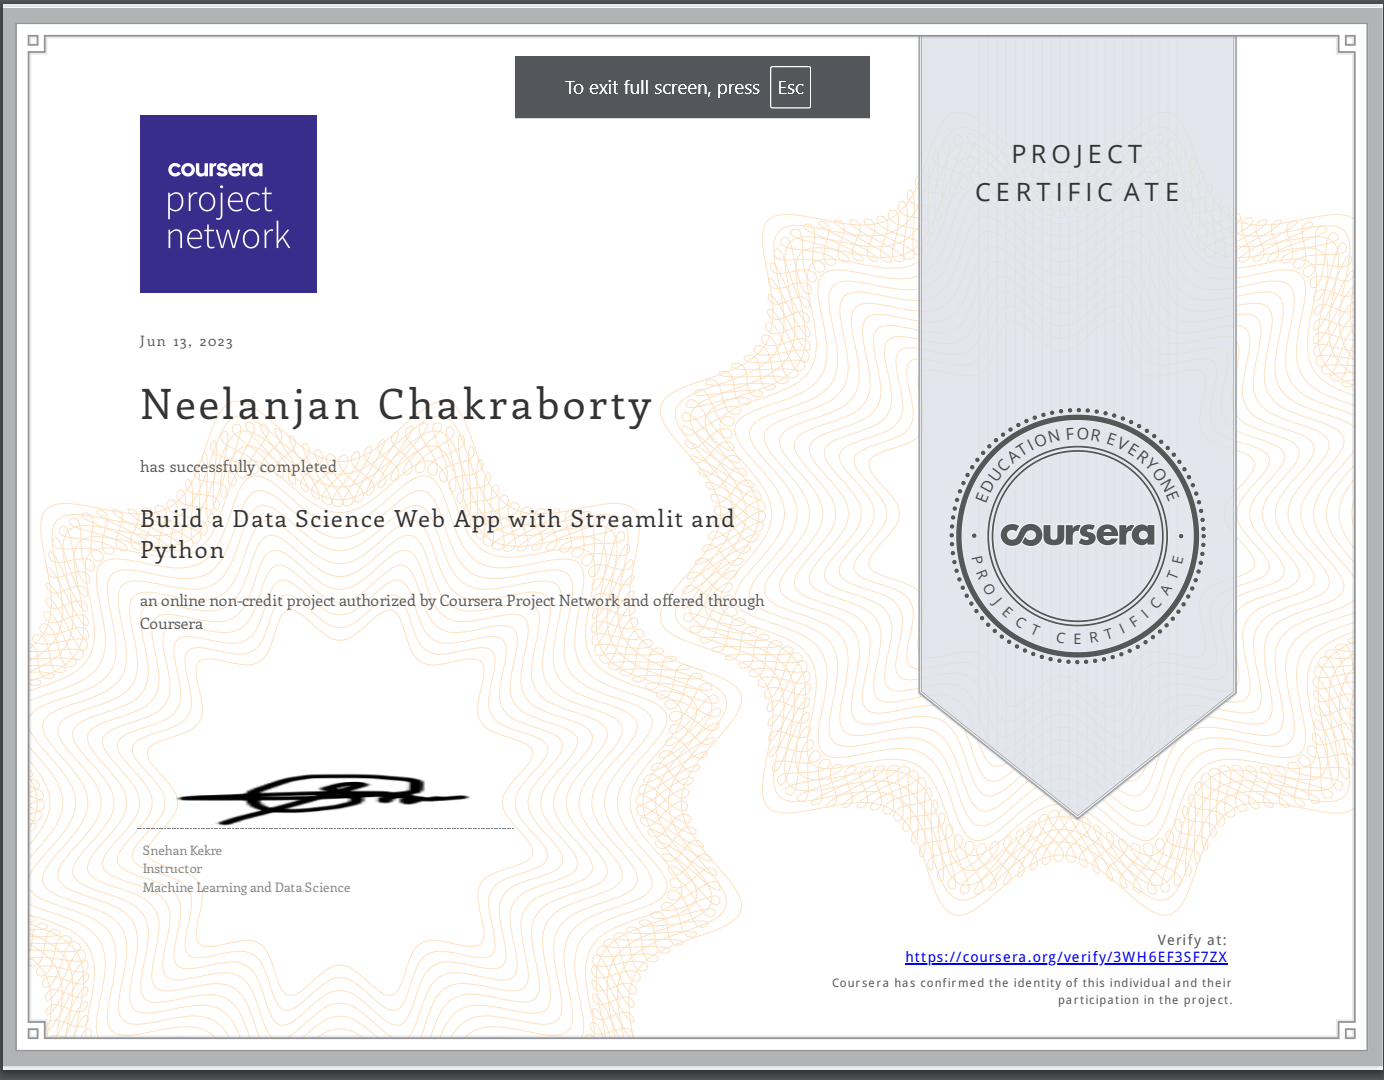 To exit full screen, press Esc
coursera
project
network
PROJECT
CERTIFICATE
Jun 13, 2023
Neelanjan Chakraborty
has successfully completed
Build a Data Science Web App with Streamlit and
Python
an online non-credit project authorized by Coursera Project Network and offered through
Coursera
EDUCATION FOR EVERYONE
coursera
PROJECT CERTIFICATE
Snehan Kekre
Instructor
Machine Learning and Data Science
Verify at:
https://coursera.org/verify/3WH6EF3SF7ZX
Coursera has confirmed the identity of this individual and their
participation in the project.